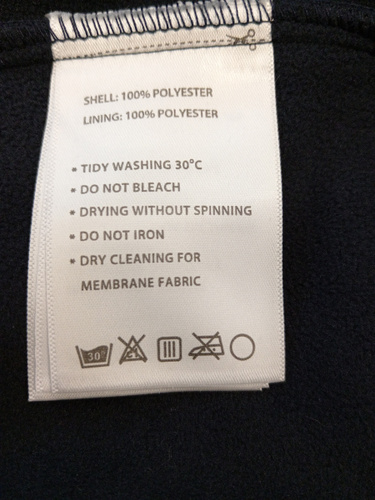 SHELL: 100% POLYESTER
LINING: 100% POLYESTER
• TIDY WASHING 30°C
• DO NOT BLEACH
• DRYING WITHOUT SPINNING
• DO NOT IRON
• DRY CLEANING FOR
MEMBRANE FABRIC
30° CL